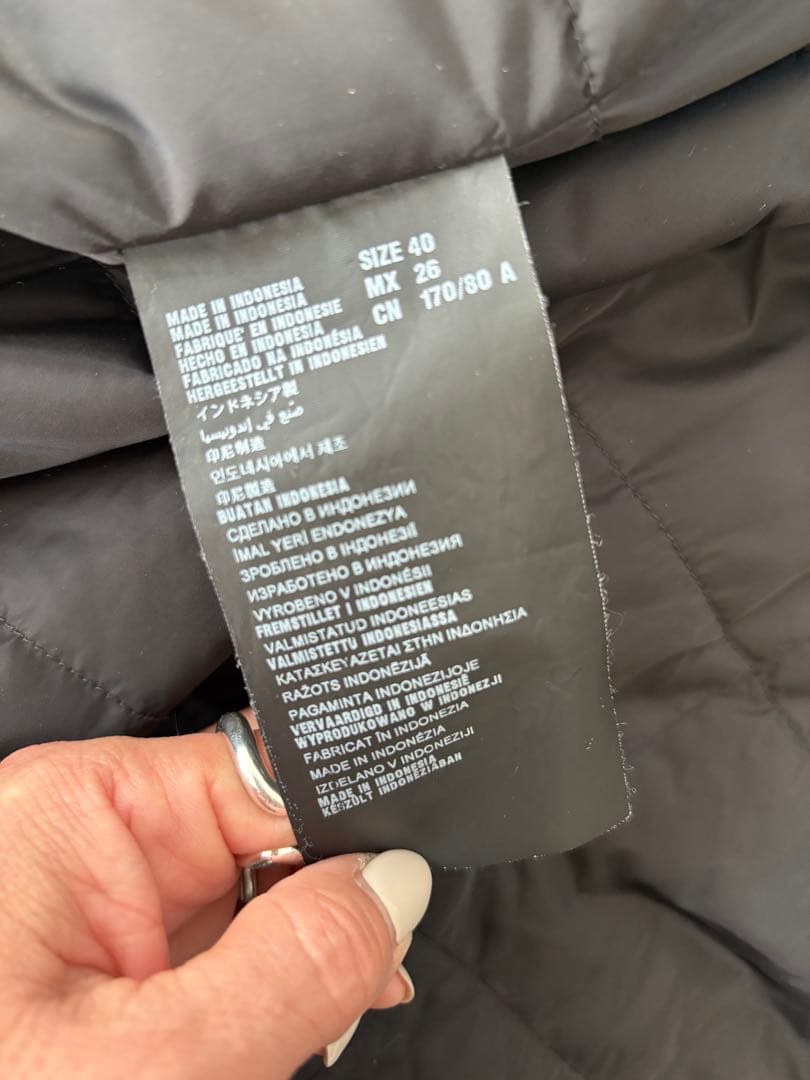 SIZE 40
MX 26
CN 170/80 A
MADE IN INDONESIA
MADE IN INDONESIA
FABRIQUÉ EN INDONESIE
HECHO EN INDONESIA
FABRICADO NA INDONÉSIA
HERGEESTELLT IN INDONESIEN
インドネシア製
صنع في إندونيسيا
印尼制造
인도네시아에서 제조
印尼製造
BUATAN INDONESIA
СДЕЛАНО В ИНДОНЕЗИИ
İMAL YERİ ENDONEZYA
ЗРОБЛЕНО В ІНДОНЕЗІЇ
ИЗРАБОТЕНО В ИНДОНЕЗИЯ
VYROBENO V INDONÉSII
FREMSTILLET I INDONESIEN
VALMISTATUD INDONEESIAS
VALMISTETTU INDONESIASSA
ΚΑΤΑΣΚΕΥΑΖΕΤΑΙ ΣΤΗΝ ΙΝΔΟΝΗΣΙΑ
RAŽOTS INDONĒZIJĀ
PAGAMINTA INDONEZIJOJE
VERVAARDIGD IN INDONESIË
WYPRODUKOWANO W INDONEZJI
FABRICAT ÎN INDONEZIA
MADE IN INDONÉZIA
IZDELANO V INDONEZIJI
MADE IN INDONESIA
KÉSZÜLT INDONÉZIÁBAN